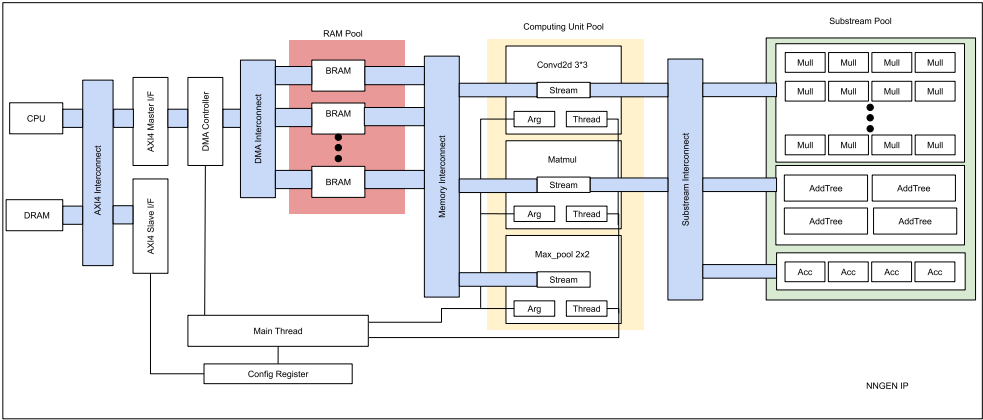 RAM Pool
Computing Unit Pool
Substream Pool
CPU
DRAM
AXI4 Interconnect
AXI4 Master I/F
AXI4 Slave I/F
DMA Controller
DMA Interconnect
BRAM
BRAM
BRAM
Memory Interconnect
Convd2d 3*3
Stream
Arg
Thread
Matmul
Stream
Arg
Thread
Max_pool 2x2
Stream
Arg
Thread
Substream Interconnect
Mull
Mull
Mull
Mull
Mull
Mull
Mull
Mull
Mull
Mull
Mull
Mull
AddTree
AddTree
AddTree
AddTree
Acc
Acc
Acc
Acc
Main Thread
Config Register
NNGEN IP